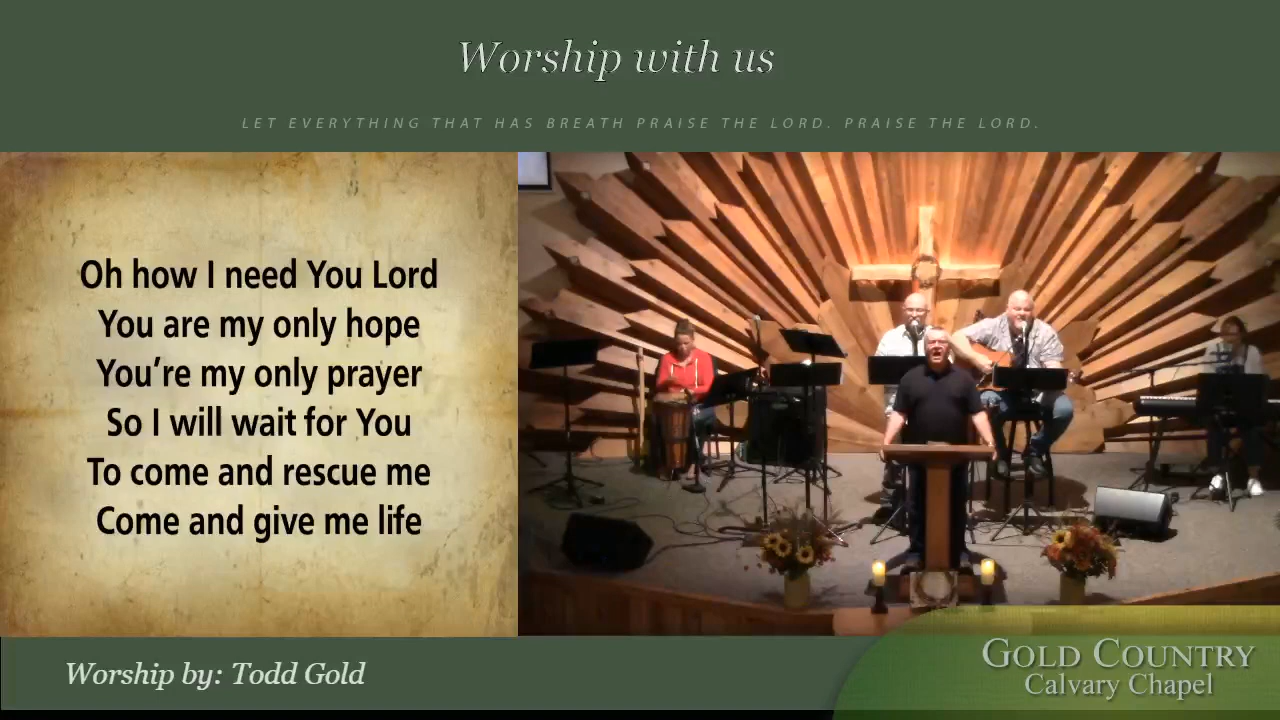 Worship with us
LET EVERYTHING THAT HAS BREATH PRAISE THE LORD. PRAISE THE LORD.
Oh how I need You Lord
You are my only hope
You're my only prayer
So I will wait for You
To come and rescue me
Come and give me life
Worship by: Todd Gold
GOLD COUNTRY
Calvary Chapel